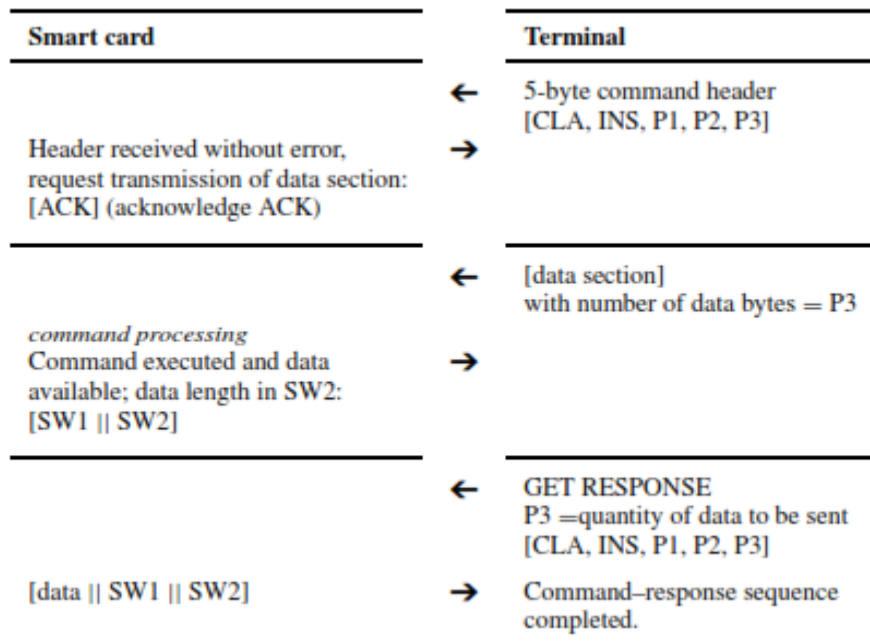 Smart card
Terminal
←
5-byte command header
[CLA, INS, P1, P2, P3]
Header received without error,
→
request transmission of data section:
[ACK] (acknowledge ACK)
←
[data section]
with number of data bytes = P3
command processing
Command executed and data
→
available; data length in SW2:
[SW1 || SW2]
←
GET RESPONSE
P3 =quantity of data to be sent
[CLA, INS, P1, P2, P3]
[data || SW1 || SW2]
→
Command–response sequence
completed.